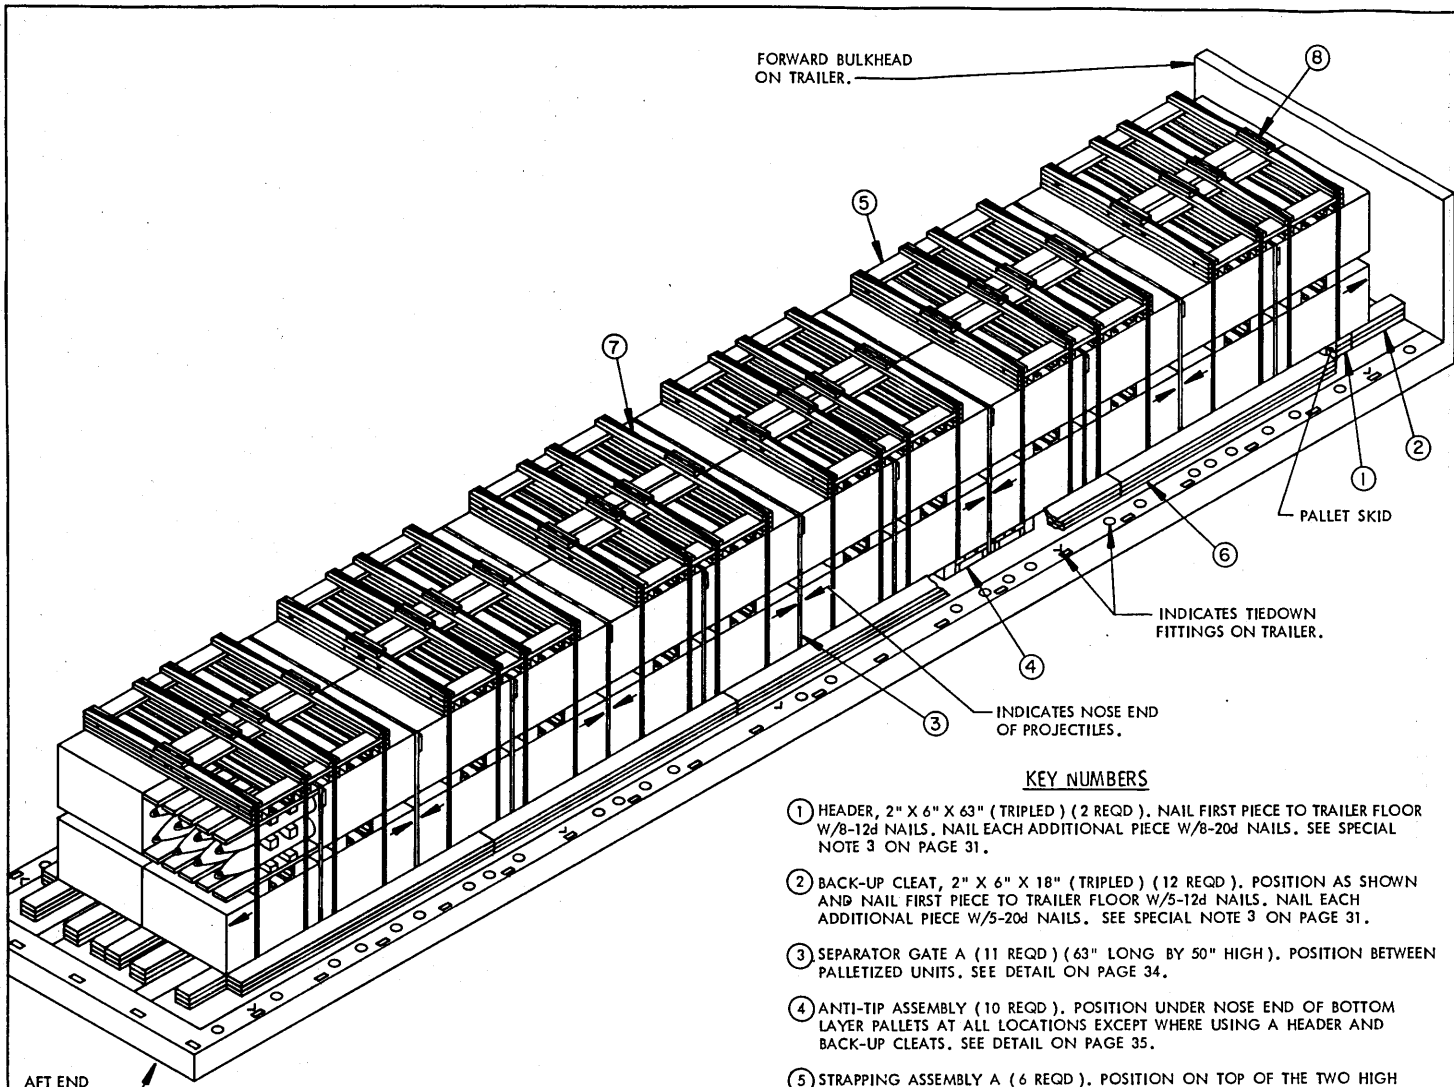 FORWARD BULKHEAD
ON TRAILER.
8
5
7
2
1
PALLET SKID
6
INDICATES TIEDOWN
FITTINGS ON TRAILER.
4
INDICATES NOSE END
OF PROJECTILES.
3
KEY NUMBERS
1 HEADER, 2" X 6" X 63" (TRIPLED) (2 REQD). NAIL FIRST PIECE TO TRAILER FLOOR
W/8-12d NAILS. NAIL EACH ADDITIONAL PIECE W/8-20d NAILS. SEE SPECIAL
NOTE 3 ON PAGE 31.
2 BACK-UP CLEAT, 2" X 6" X 18" (TRIPLED) (12 REQD). POSITION AS SHOWN
AND NAIL FIRST PIECE TO TRAILER FLOOR W/5-12d NAILS. NAIL EACH
ADDITIONAL PIECE W/5-20d NAILS. SEE SPECIAL NOTE 3 ON PAGE 31.
3 SEPARATOR GATE A (11 REQD) (63" LONG BY 50" HIGH). POSITION BETWEEN
PALLETIZED UNITS. SEE DETAIL ON PAGE 34.
4 ANTI-TIP ASSEMBLY (10 REQD). POSITION UNDER NOSE END OF BOTTOM
LAYER PALLETS AT ALL LOCATIONS EXCEPT WHERE USING A HEADER AND
BACK-UP CLEATS. SEE DETAIL ON PAGE 35.
AFT END
5 STRAPPING ASSEMBLY A (6 REQD). POSITION ON TOP OF THE TWO HIGH